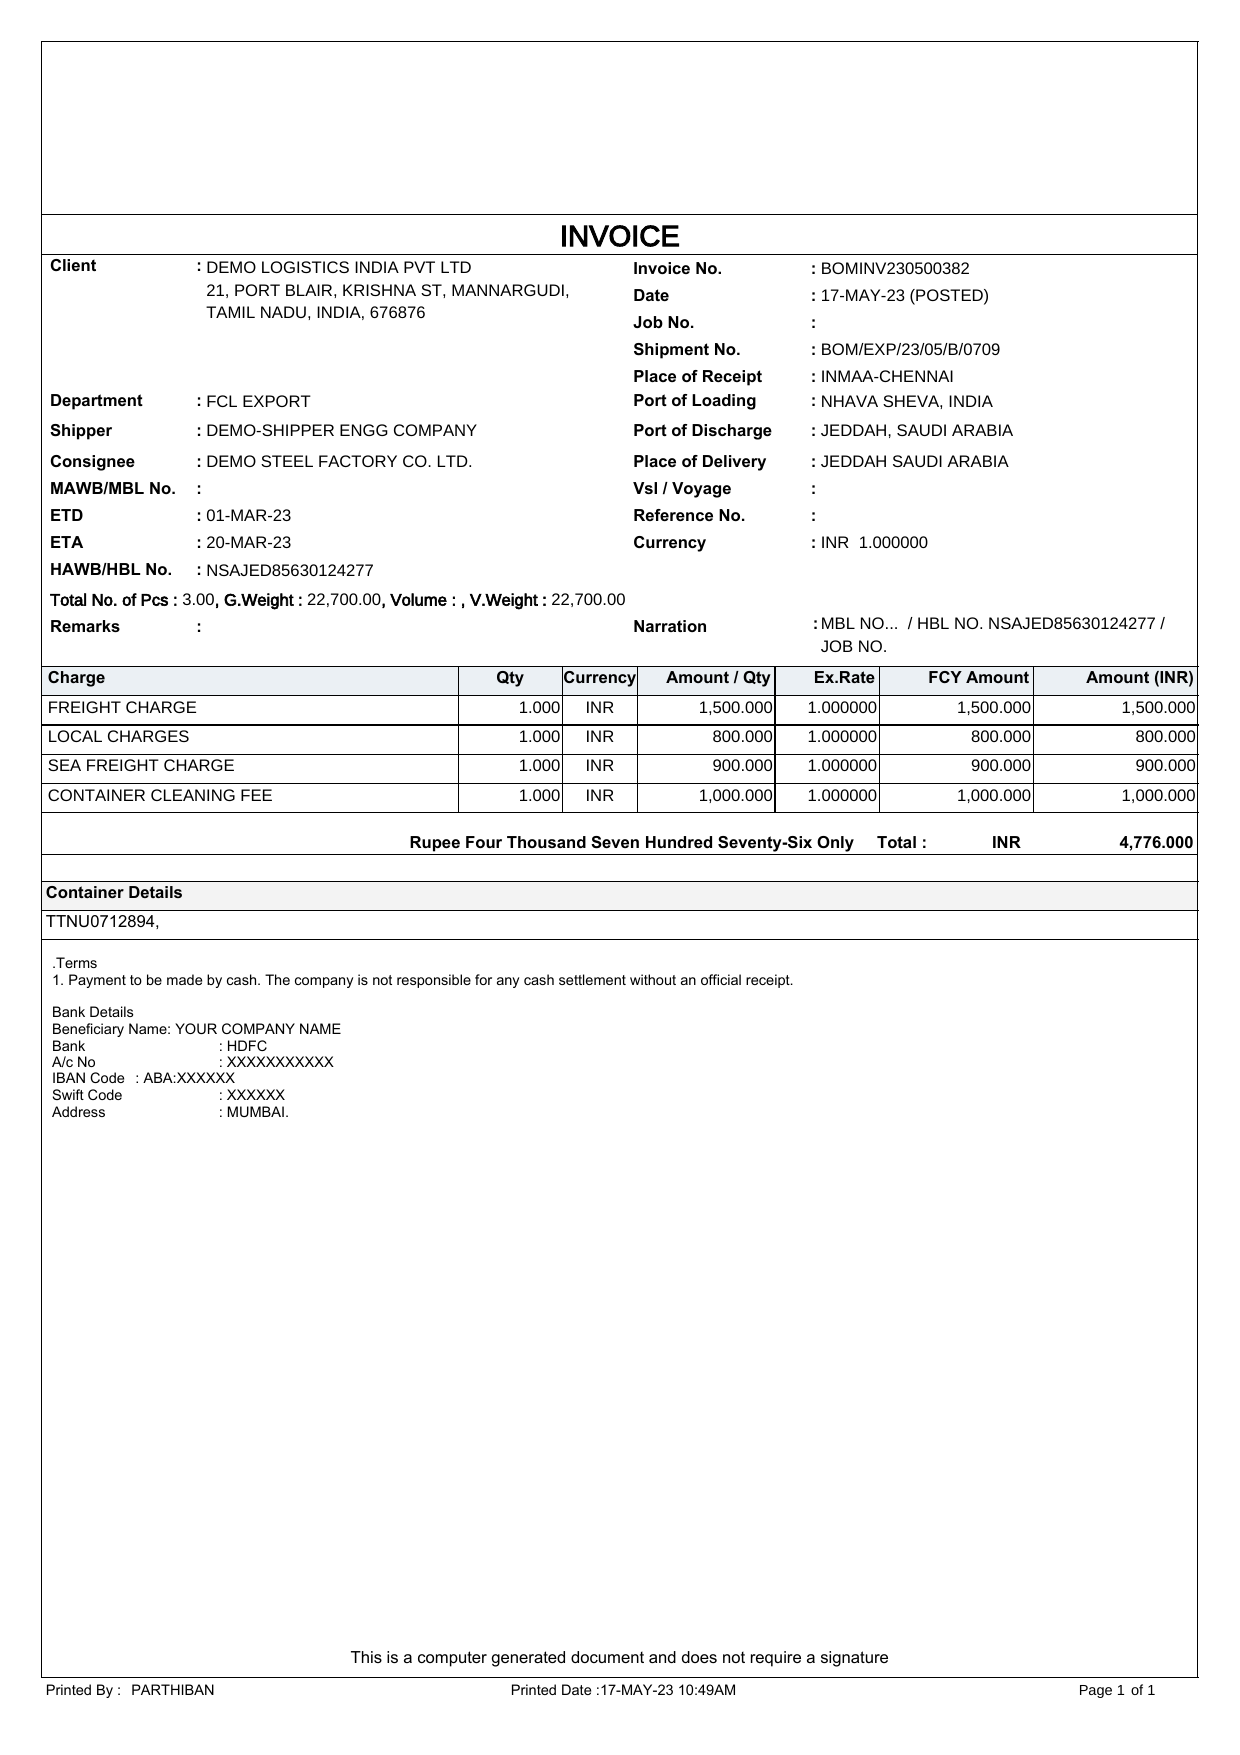 INVOICE
Client : DEMO LOGISTICS INDIA PVT LTD
21, PORT BLAIR, KRISHNA ST, MANNARGUDI,
TAMIL NADU, INDIA, 676876
Invoice No. : BOMINV230500382
Date : 17-MAY-23 (POSTED)
Job No. :
Shipment No. : BOM/EXP/23/05/B/0709
Place of Receipt : INMAA-CHENNAI
Department : FCL EXPORT Port of Loading : NHAVA SHEVA, INDIA
Shipper : DEMO-SHIPPER ENGG COMPANY Port of Discharge : JEDDAH, SAUDI ARABIA
Consignee : DEMO STEEL FACTORY CO. LTD. Place of Delivery : JEDDAH SAUDI ARABIA
MAWB/MBL No. : Vsl / Voyage :
ETD : 01-MAR-23 Reference No. :
ETA : 20-MAR-23 Currency : INR 1.000000
HAWB/HBL No. : NSAJED85630124277
Total No. of Pcs : 3.00, G.Weight : 22,700.00, Volume : , V.Weight : 22,700.00
Remarks : Narration : MBL NO... / HBL NO. NSAJED85630124277 /
JOB NO.
Charge Qty Currency Amount / Qty Ex.Rate FCY Amount Amount (INR)
FREIGHT CHARGE 1.000 INR 1,500.000 1.000000 1,500.000 1,500.000
LOCAL CHARGES 1.000 INR 800.000 1.000000 800.000 800.000
SEA FREIGHT CHARGE 1.000 INR 900.000 1.000000 900.000 900.000
CONTAINER CLEANING FEE 1.000 INR 1,000.000 1.000000 1,000.000 1,000.000
Rupee Four Thousand Seven Hundred Seventy-Six Only Total : INR 4,776.000
Container Details
TTNU0712894,
.Terms
1. Payment to be made by cash. The company is not responsible for any cash settlement without an official receipt.
Bank Details
Beneficiary Name: YOUR COMPANY NAME
Bank : HDFC
A/c No : XXXXXXXXXXX
IBAN Code : ABA:XXXXXX
Swift Code : XXXXXX
Address : MUMBAI.
This is a computer generated document and does not require a signature
Printed By : PARTHIBAN Printed Date :17-MAY-23 10:49AM Page 1 of 1